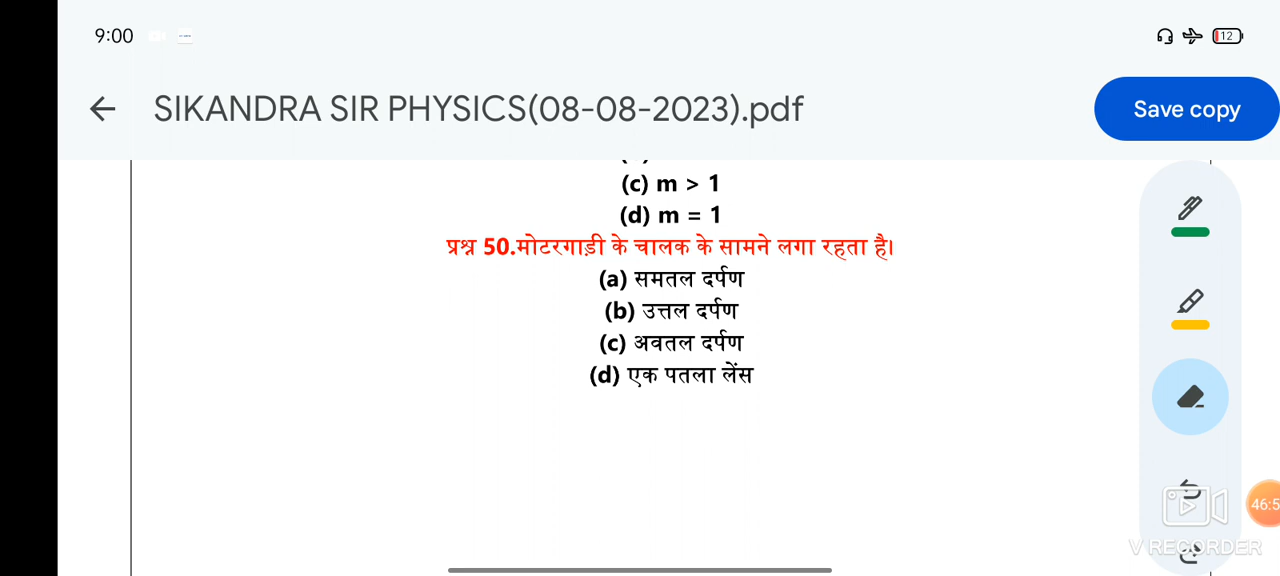 9:00
12
SIKANDRA SIR PHYSICS(08-08-2023).pdf
Save copy
(c) m > 1
(d) m = 1
प्रश्न 50.मोटरगाड़ी के चालक के सामने लगा रहता है।
(a) समतल दर्पण
(b) उत्तल दर्पण
(c) अवतल दर्पण
(d) एक पतला लेंस
46:5
V RECORDER